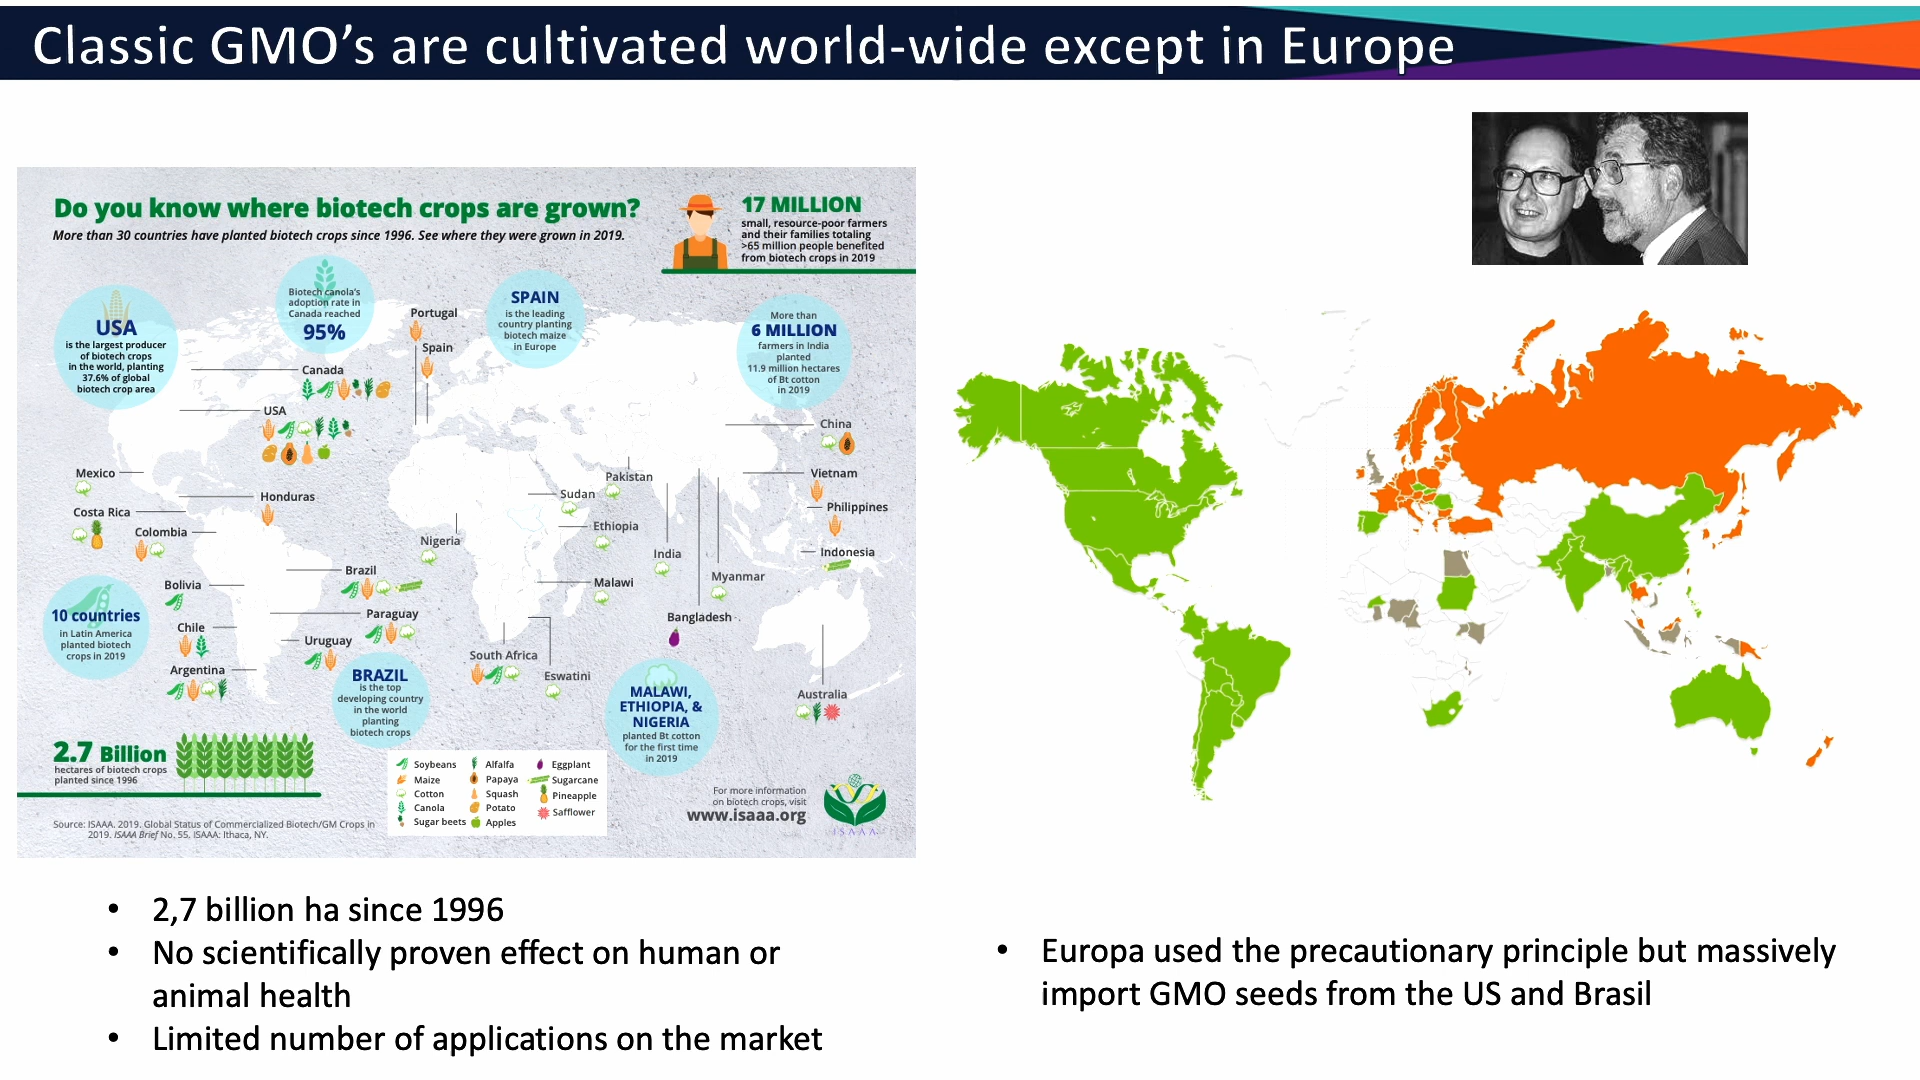 Classic GMO's are cultivated world-wide except in Europe
Do you know where biotech crops are grown?
More than 30 countries have planted biotech crops since 1996. See where they were grown in 2019.
17 MILLION
small, resource-poor farmers
and their families totaling
>65 million people benefited
from biotech crops in 2019
USA
is the largest producer
of biotech crops
in the world, planting
37.6% of global
biotech crop area
Biotech canola's
adoption rate in
Canada reached
95%
Portugal
Spain
SPAIN
is the leading
country planting
biotech maize
in Europe
More than
6 MILLION
farmers in India
planted
11.9 million hectares
of Bt cotton
in 2019
Canada
USA
China
Mexico
Honduras
Costa Rica
Colombia
Pakistan
Sudan
Vietnam
Philippines
Ethiopia
Nigeria
India
Indonesia
Brazil
Bolivia
Malawi
Myanmar
10 countries
in Latin America
planted biotech
crops in 2019
Paraguay
Bangladesh
Chile
Uruguay
Argentina
South Africa
Eswatini
BRAZIL
is the top
developing country
in the world
planting
biotech crops
MALAWI,
ETHIOPIA, &
NIGERIA
planted Bt cotton
for the first time
in 2019
Australia
2.7 Billion
hectares of biotech crops
planted since 1996
Soybeans
Maize
Cotton
Canola
Sugar beets
Alfalfa
Papaya
Squash
Potato
Apples
Eggplant
Sugarcane
Pineapple
Safflower
For more information
on biotech crops, visit
www.isaaa.org
ISAAA
Source: ISAAA. 2019. Global Status of Commercialized Biotech/GM Crops in
2019. ISAAA Brief No. 55. ISAAA: Ithaca, NY.
• 2,7 billion ha since 1996
• No scientifically proven effect on human or
animal health
• Limited number of applications on the market
• Europa used the precautionary principle but massively
import GMO seeds from the US and Brasil